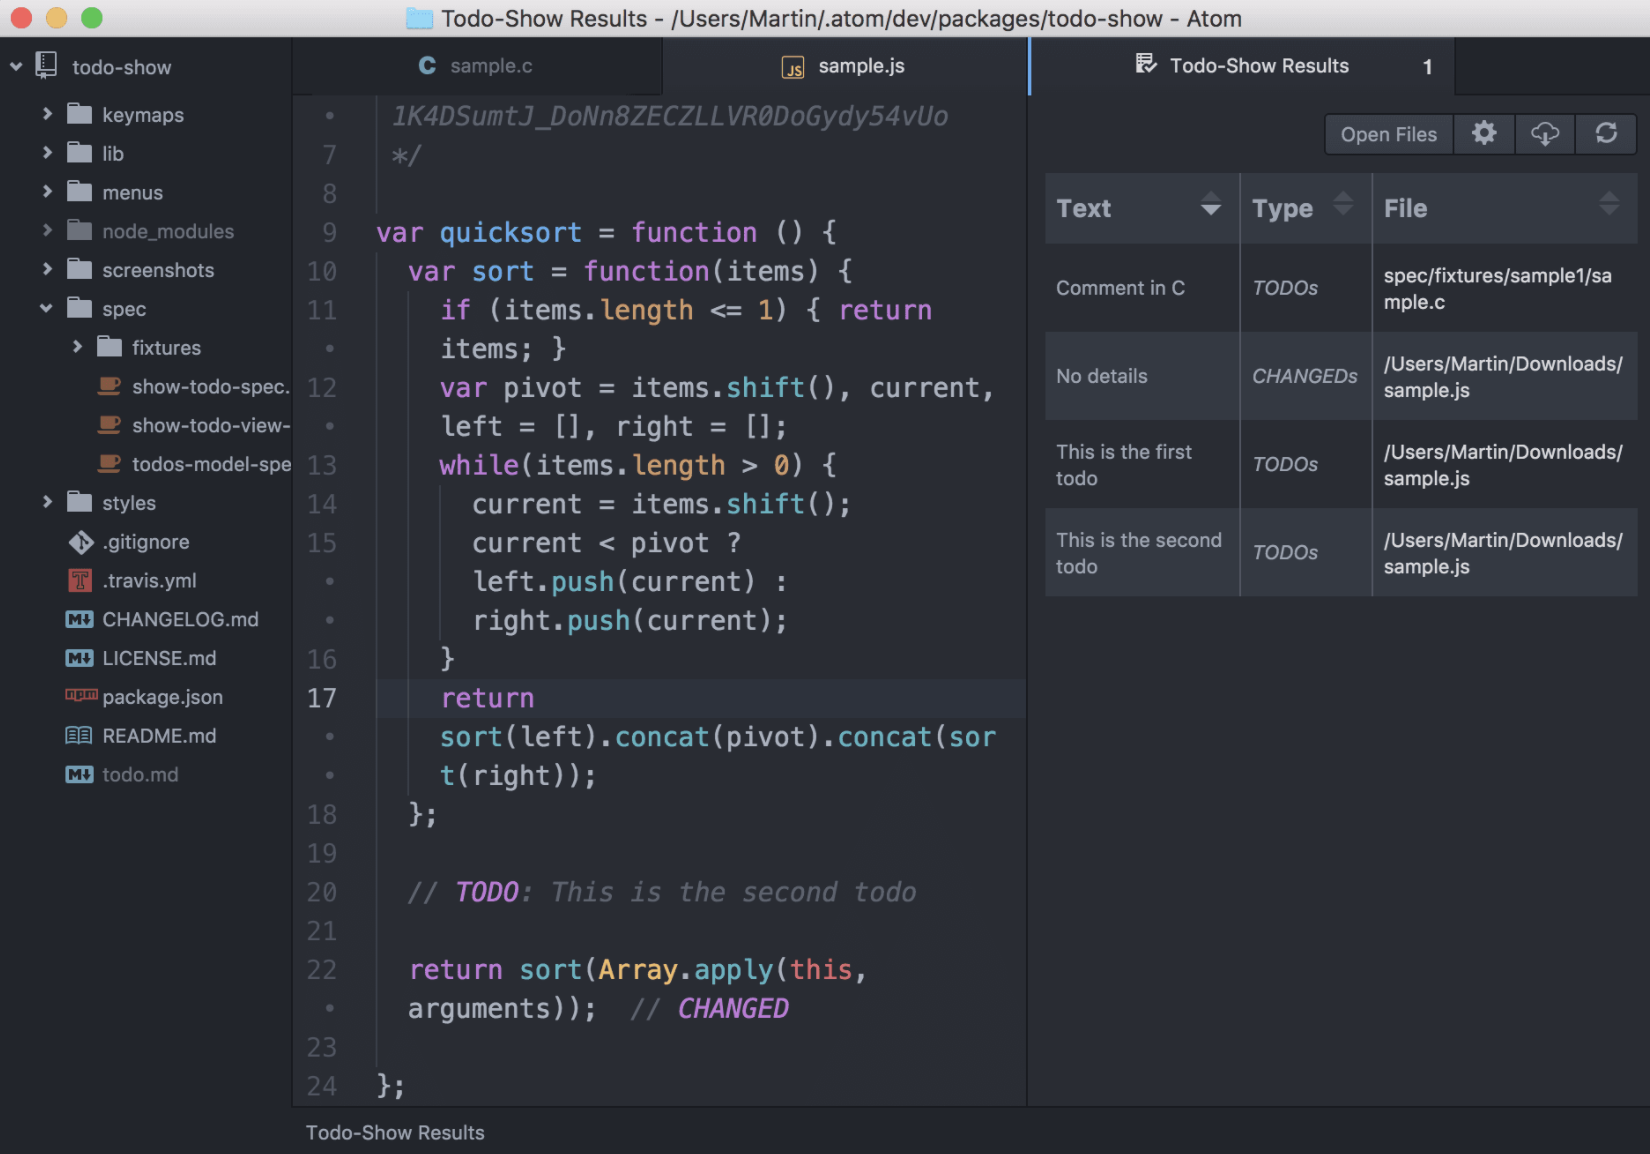 Todo-Show Results - /Users/Martin/.atom/dev/packages/todo-show - Atom
todo-show
keymaps
lib
menus
node_modules
screenshots
spec
fixtures
show-todo-spec.
show-todo-view-
todos-model-spe
styles
.gitignore
.travis.yml
CHANGELOG.md
LICENSE.md
package.json
README.md
todo.md
sample.c
sample.js
1K4DSumtJ_DoNn8ZECZLLVR0DoGydy54vUo
7 */
8
9 var quicksort = function () {
10 var sort = function(items) {
11 if (items.length <= 1) { return
items; }
12 var pivot = items.shift(), current,
left = [], right = [];
13 while(items.length > 0) {
14 current = items.shift();
15 current < pivot ?
left.push(current) :
right.push(current);
16 }
17 return
sort(left).concat(pivot).concat(sor
t(right));
18 };
19
20 // TODO: This is the second todo
21
22 return sort(Array.apply(this,
arguments)); // CHANGED
23
24 };
Todo-Show Results 1
Open Files
Text Type File
Comment in C TODOs spec/fixtures/sample1/sa
mple.c
No details CHANGEDs /Users/Martin/Downloads/
sample.js
This is the first TODOs /Users/Martin/Downloads/
todo sample.js
This is the second TODOs /Users/Martin/Downloads/
todo sample.js
Todo-Show Results